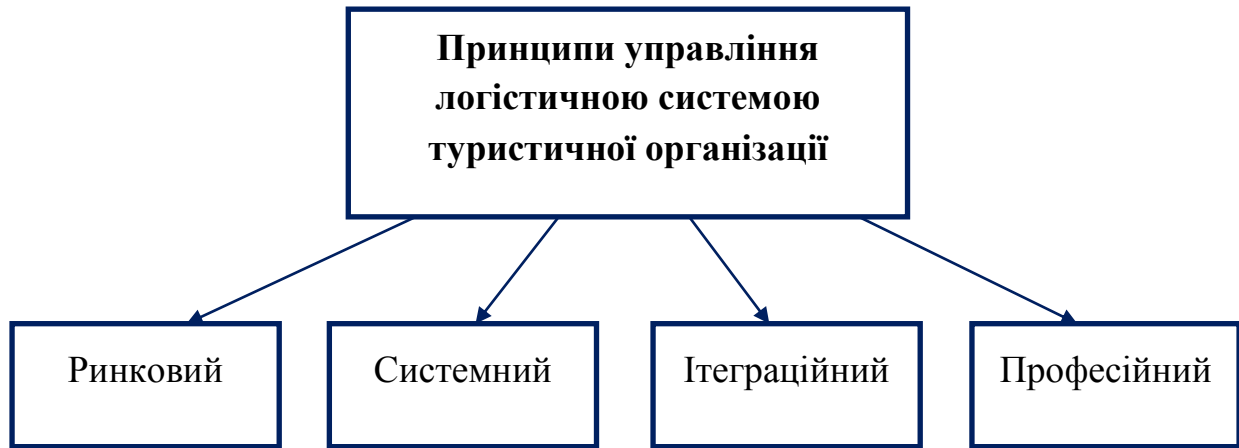 Принципи управління
логістичною системою
туристичної організації
Ринковий
Системний
Ітеграційний
Професійний